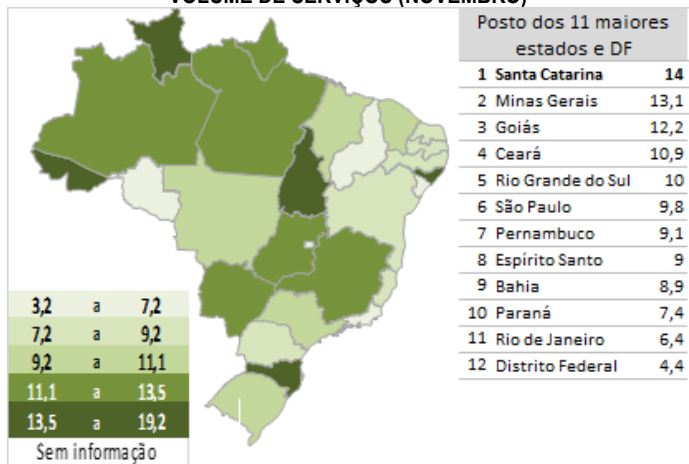 VOLUME DE SERVIÇOS (NOVEMBRO)
Posto dos 11 maiores
estados e DF
1 Santa Catarina 14
2 Minas Gerais 13,1
3 Goiás 12,2
4 Ceará 10,9
5 Rio Grande do Sul 10
6 São Paulo 9,8
7 Pernambuco 9,1
8 Espírito Santo 9
9 Bahia 8,9
10 Paraná 7,4
11 Rio de Janeiro 6,4
12 Distrito Federal 4,4
3,2 a 7,2
7,2 a 9,2
9,2 a 11,1
11,1 a 13,5
13,5 a 19,2
Sem informação